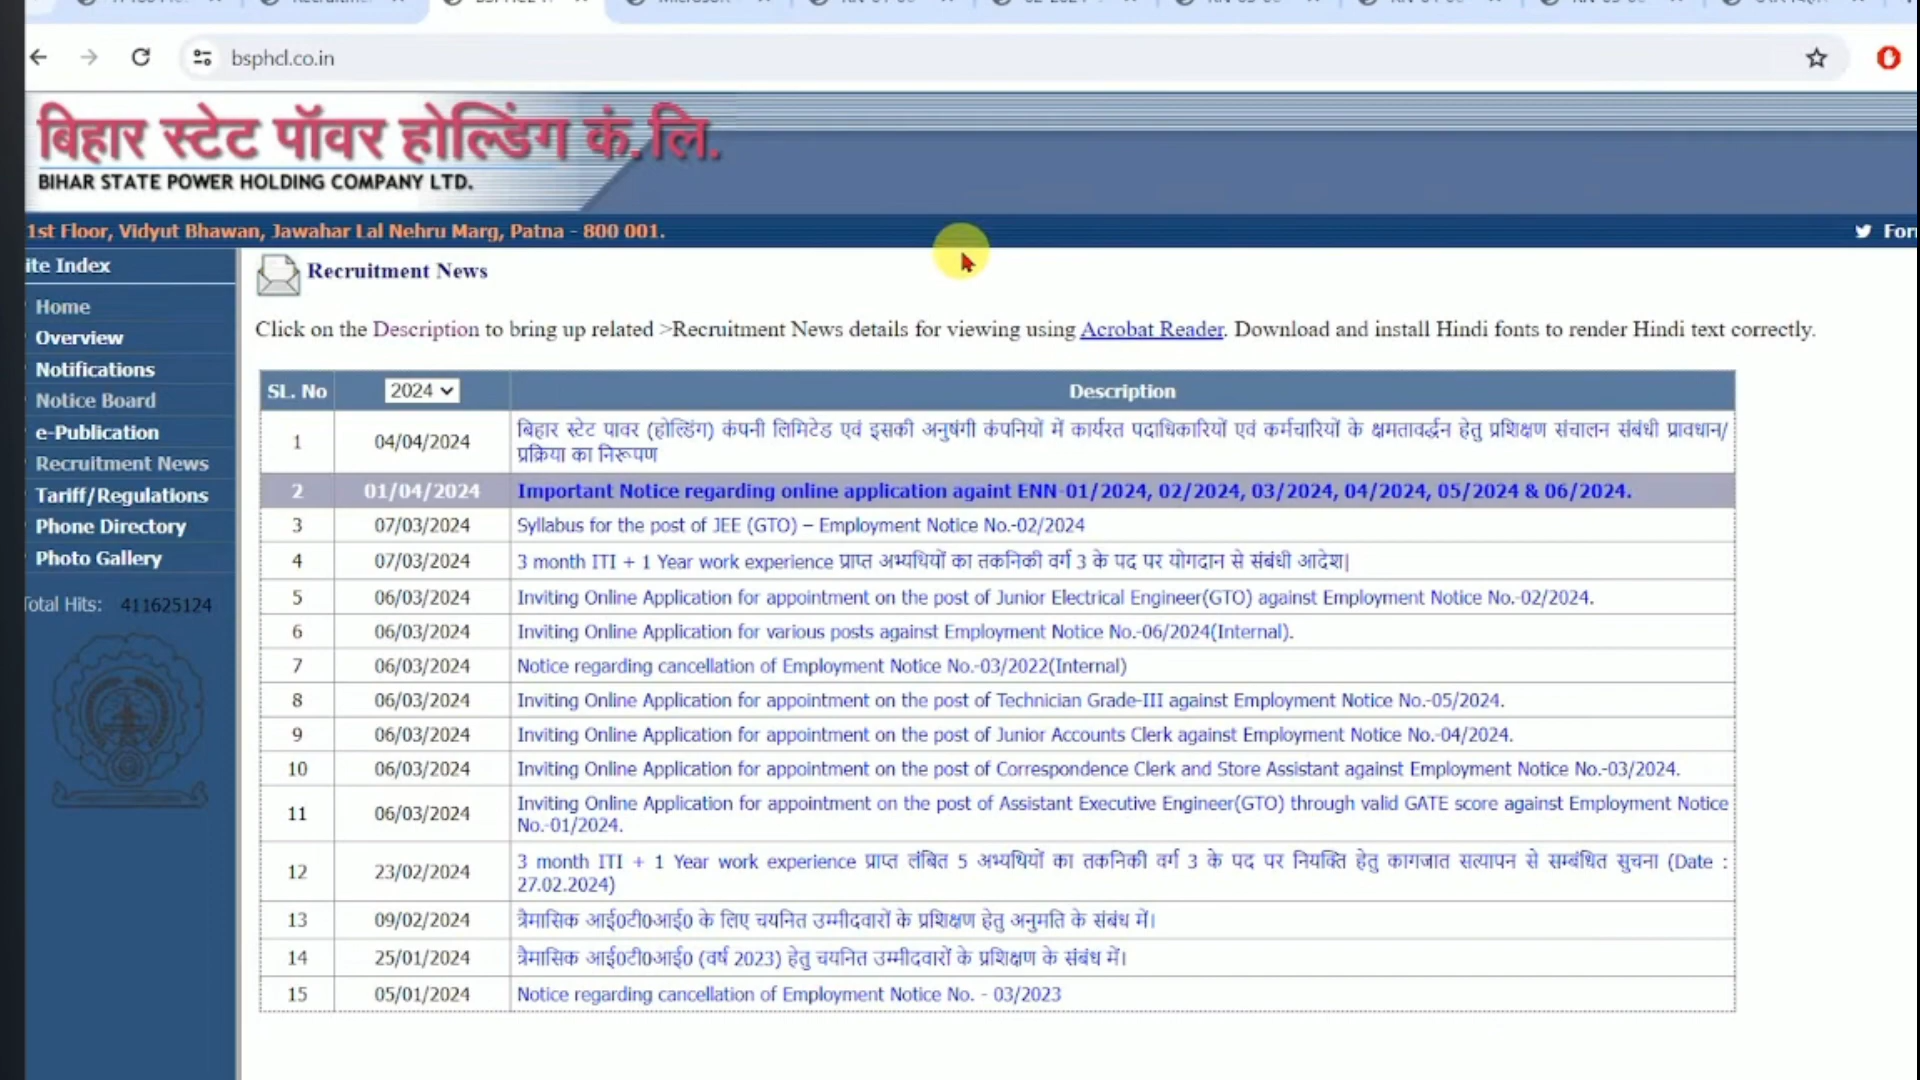 bsphcl.co.in
बिहार स्टेट पॉवर होल्डिंग कं.लि.
BIHAR STATE POWER HOLDING COMPANY LTD.
1st Floor, Vidyut Bhawan, Jawahar Lal Nehru Marg, Patna - 800 001.
ite Index
Recruitment News
Home
Overview
Notifications
Notice Board
e-Publication
Recruitment News
Tariff/Regulations
Phone Directory
Photo Gallery
Total Hits: 411625124
Click on the Description to bring up related >Recruitment News details for viewing using Acrobat Reader. Download and install Hindi fonts to render Hindi text correctly.
SL. No 2024 Description
1 04/04/2024 बिहार स्टेट पावर (होल्डिंग) कंपनी लिमिटेड एवं इसकी अनुषंगी कंपनियों में कार्यरत पदाधिकारियों एवं कर्मचारियों के क्षमतावर्द्धन हेतु प्रशिक्षण संचालन संबंधी प्रावधान/
प्रक्रिया का निरूपण
2 01/04/2024 Important Notice regarding online application againt ENN-01/2024, 02/2024, 03/2024, 04/2024, 05/2024 & 06/2024.
3 07/03/2024 Syllabus for the post of JEE (GTO) – Employment Notice No.-02/2024
4 07/03/2024 3 month ITI + 1 Year work experience प्राप्त अभ्यथियों का तकनिकी वर्ग 3 के पद पर योगदान से संबंधी आदेश|
5 06/03/2024 Inviting Online Application for appointment on the post of Junior Electrical Engineer(GTO) against Employment Notice No.-02/2024.
6 06/03/2024 Inviting Online Application for various posts against Employment Notice No.-06/2024(Internal).
7 06/03/2024 Notice regarding cancellation of Employment Notice No.-03/2022(Internal)
8 06/03/2024 Inviting Online Application for appointment on the post of Technician Grade-III against Employment Notice No.-05/2024.
9 06/03/2024 Inviting Online Application for appointment on the post of Junior Accounts Clerk against Employment Notice No.-04/2024.
10 06/03/2024 Inviting Online Application for appointment on the post of Correspondence Clerk and Store Assistant against Employment Notice No.-03/2024.
11 06/03/2024 Inviting Online Application for appointment on the post of Assistant Executive Engineer(GTO) through valid GATE score against Employment Notice
No.-01/2024.
12 23/02/2024 3 month ITI + 1 Year work experience प्राप्त लंबित 5 अभ्यथियों का तकनिकी वर्ग 3 के पद पर नियक्ति हेतु कागजात सत्यापन से सम्बंधित सुचना (Date :
27.02.2024)
13 09/02/2024 त्रैमासिक आई0टी0आई0 के लिए चयनित उम्मीदवारों के प्रशिक्षण हेतु अनुमति के संबंध में।
14 25/01/2024 त्रैमासिक आई0टी0आई0 (वर्ष 2023) हेतु चयनित उम्मीदवारों के प्रशिक्षण के संबंध में।
15 05/01/2024 Notice regarding cancellation of Employment Notice No. - 03/2023